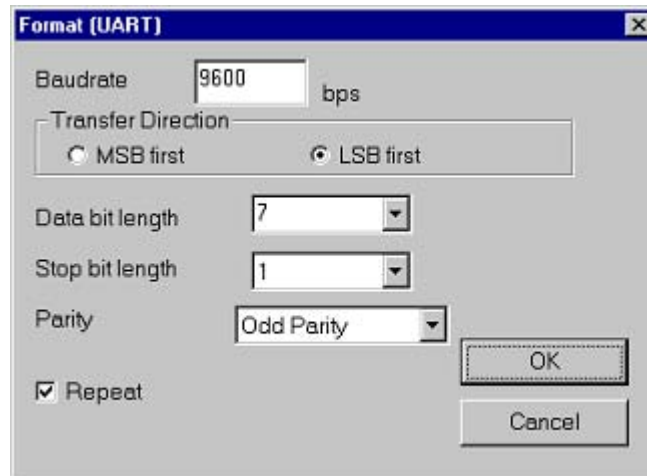 Format (UART)
Baudrate 9600 bps
Transfer Direction
MSB first LSB first
Data bit length 7
Stop bit length 1
Parity Odd Parity
OK
Repeat
Cancel